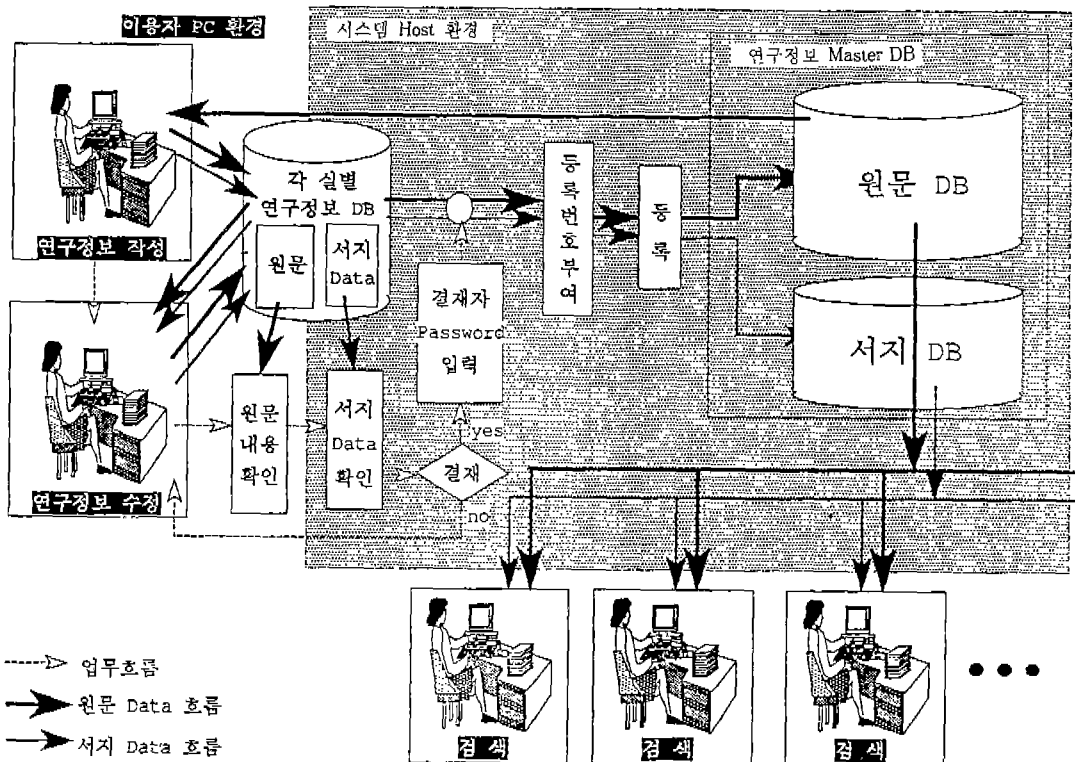 이용자 PC 환경
시스템 Host 환경
연구정보 Master DB
연구정보 작성
각 실별
연구정보 DB
원문
서지
Data
등
록
번
호
부
여
등
록
원문 DB
서지 DB
결재자
Password
입력
연구정보 수정
원문
내용
확인
서지
Data
확인
yes
결재
no
검 색
검 색
검 색
업무흐름
원문 Data 흐름
서지 Data 흐름